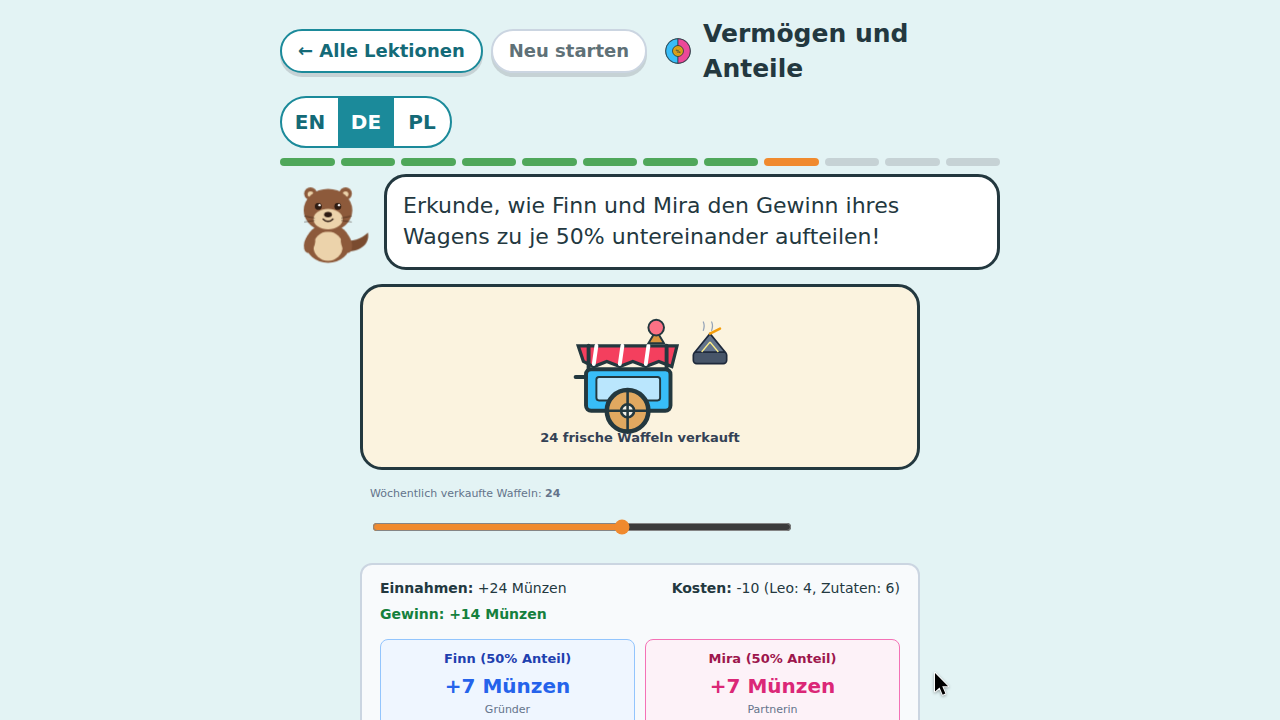 ← Alle Lektionen
Neu starten
Vermögen und
Anteile
EN DE PL
Erkunde, wie Finn und Mira den Gewinn ihres
Wagens zu je 50% untereinander aufteilen!
24 frische Waffeln verkauft
Wöchentlich verkaufte Waffeln: 24
Einnahmen: +24 Münzen
Kosten: -10 (Leo: 4, Zutaten: 6)
Gewinn: +14 Münzen
Finn (50% Anteil)
+7 Münzen
Gründer
Mira (50% Anteil)
+7 Münzen
Partnerin